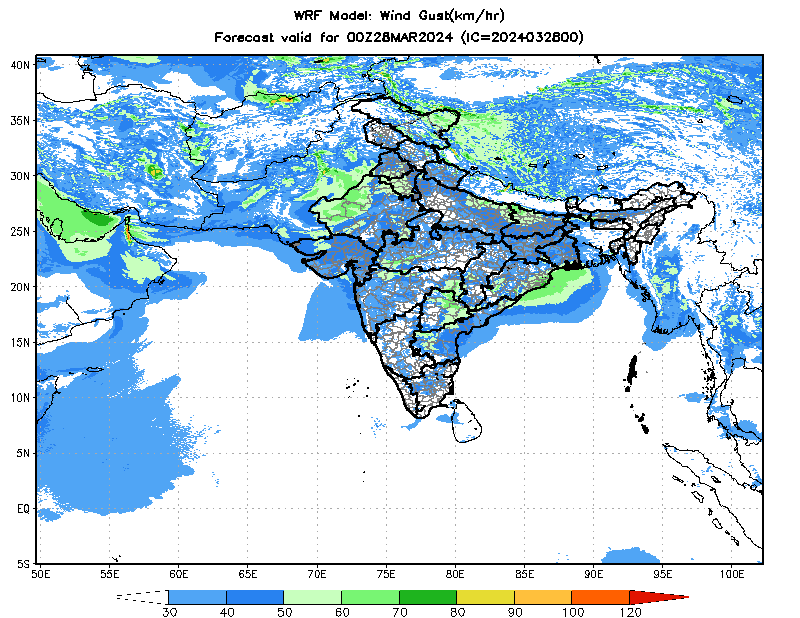 WRF Model: Wind Gust(km/hr)
Forecast valid for 00Z28MAR2024 (IC=2024032800)
40N
35N
30N
25N
20N
15N
10N
5N
EQ
5S
50E 55E 60E 65E 70E 75E 80E 85E 90E 95E 100E
30 40 50 60 70 80 90 100 120